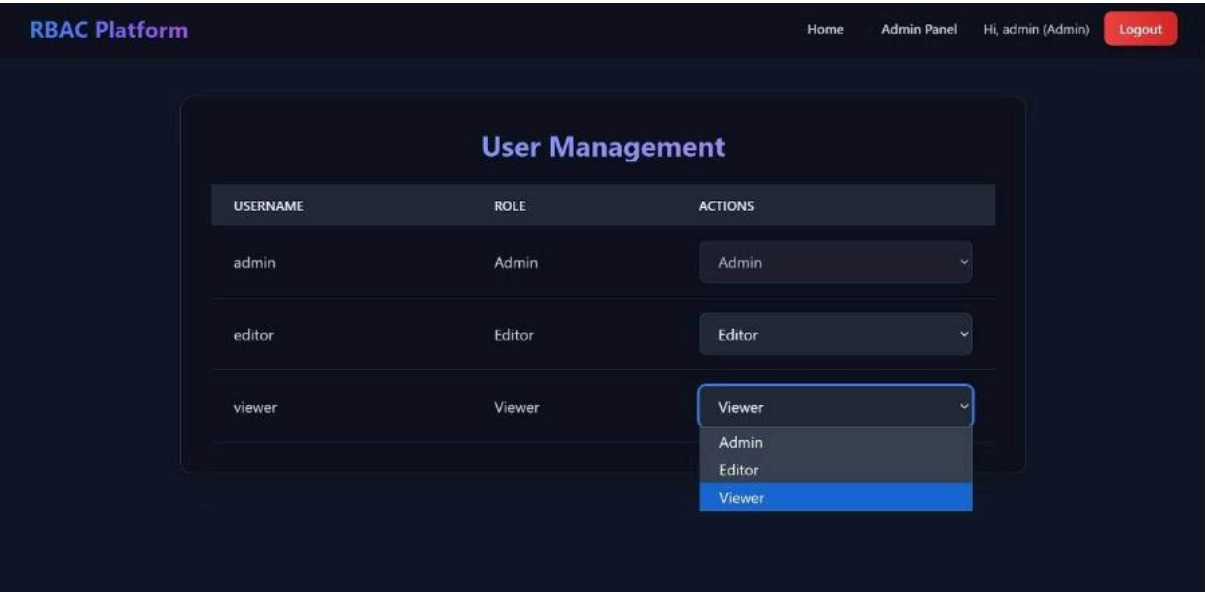 RBAC Platform Home Admin Panel Hi, admin (Admin) Logout
User Management
USERNAME ROLE ACTIONS
admin Admin Admin
editor Editor Editor
viewer Viewer Viewer
Admin
Editor
Viewer